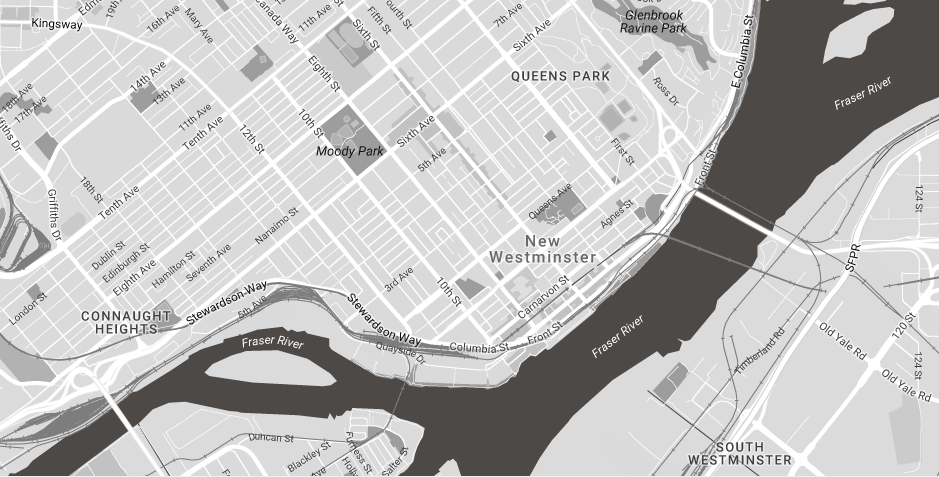 Kingsway
16th Ave
Mary Ave
11th Ave
Sixth St
Fifth St
7th Ave
Sixth Ave
Glenbrook
Ravine Park
E Columbia St
Fraser River
QUEENS PARK
Ross Dr
Eighth St
14th Ave
13th Ave
17th Ave
11th Ave
Tenth Ave
12th St
10th St
Moody Park
Sixth Ave
5th Ave
First St
Front St
18th St
Griffiths Dr
Tenth Ave
Nanaimo St
Queens Ave
Agnes St
124 St
Dublin St
Edinburgh St
Eighth Ave
Hamilton St
Seventh Ave
New
Westminster
SFPR
3rd Ave
10th St
Carnarvon St
London St
CONNAUGHT
HEIGHTS
Stewardson Way
5th Ave
Stewardson Way
Quayside Dr
Columbia St
Front St
Fraser River
Fraser River
Timberland Rd
Old Yale Rd
120 St
124 St
Old Yale Rd
Duncan St
Blackley St
Furness St
Salter St
SOUTH
WESTMINSTER